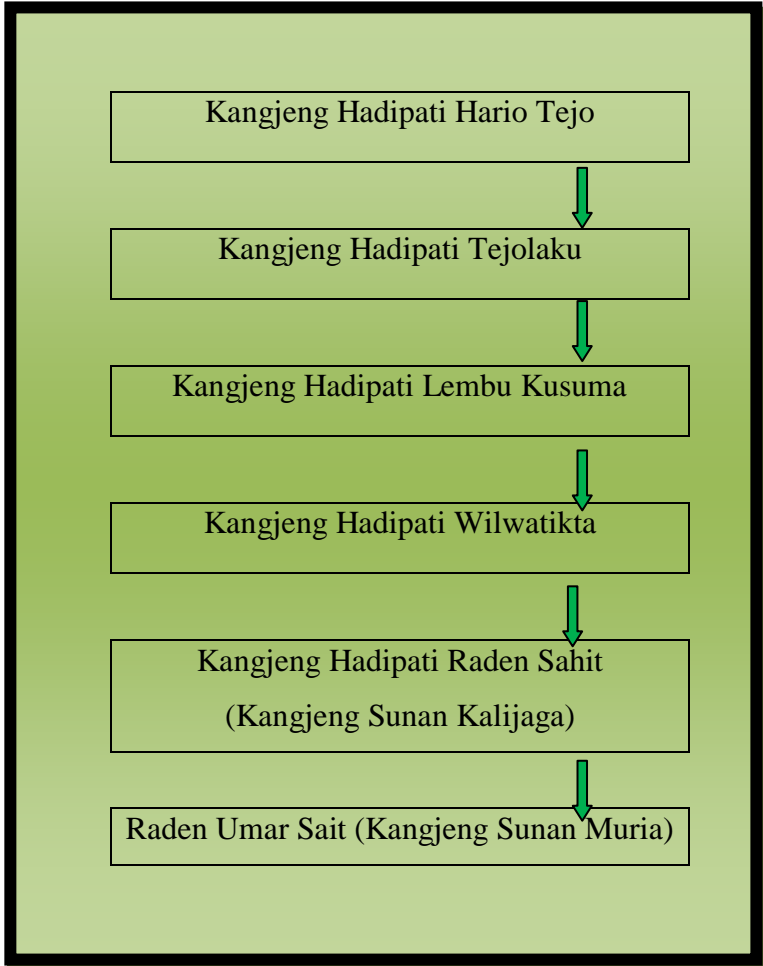 Kangjeng Hadipati Hario Tejo
Kangjeng Hadipati Tejolaku
Kangjeng Hadipati Lembu Kusuma
Kangjeng Hadipati Wilwatikta
Kangjeng Hadipati Raden Sahit
(Kangjeng Sunan Kalijaga)
Raden Umar Sait (Kangjeng Sunan Muria)